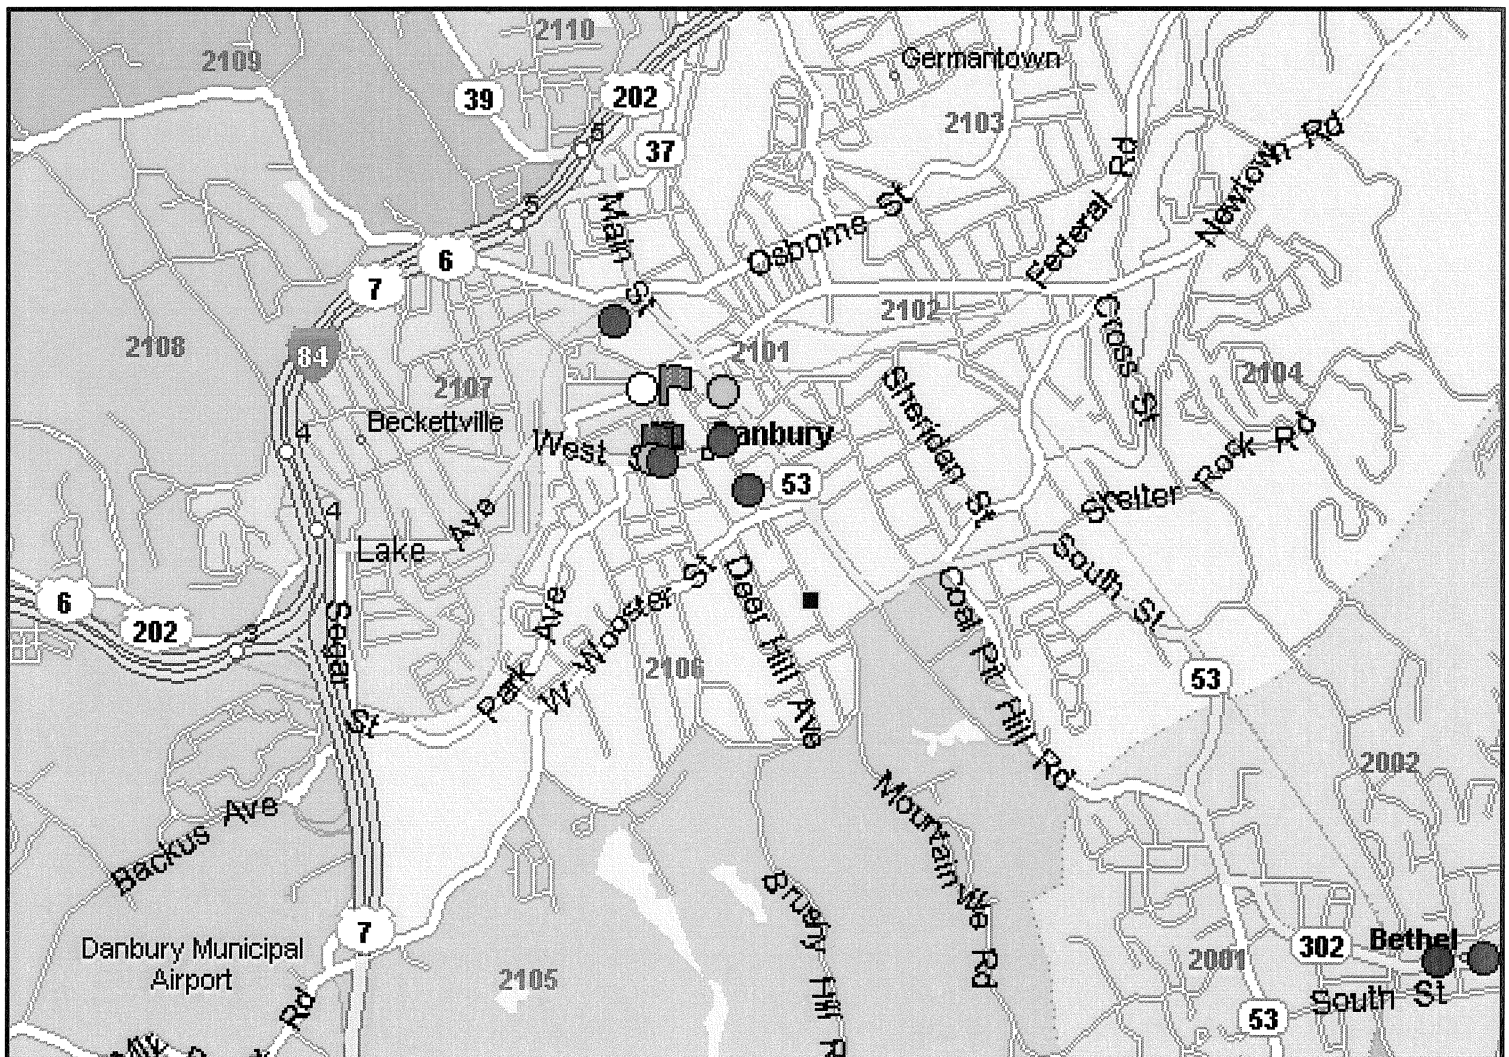 2110
2109
Germantown
39
202
6
2103
37
5
Newtown Rd
Federal Rd
Main St
Osborne St
6
7
2102
Cross St
84
2108
2101
2107
2104
Sheridan St
Beckettville
4
West
anbury
Shelter Rock Rd
53
4
Lake Ave
South St
Deer Hill Ave
Coal Pit Hill Rd
Park Ave
W Wooster St
6
202
3
Segar St
2106
53
2002
Mountain
Rd
Backus Ave
Brushy Hill R
7
Danbury Municipal
Airport
302
Bethel
2001
2105
South St
Rd
53